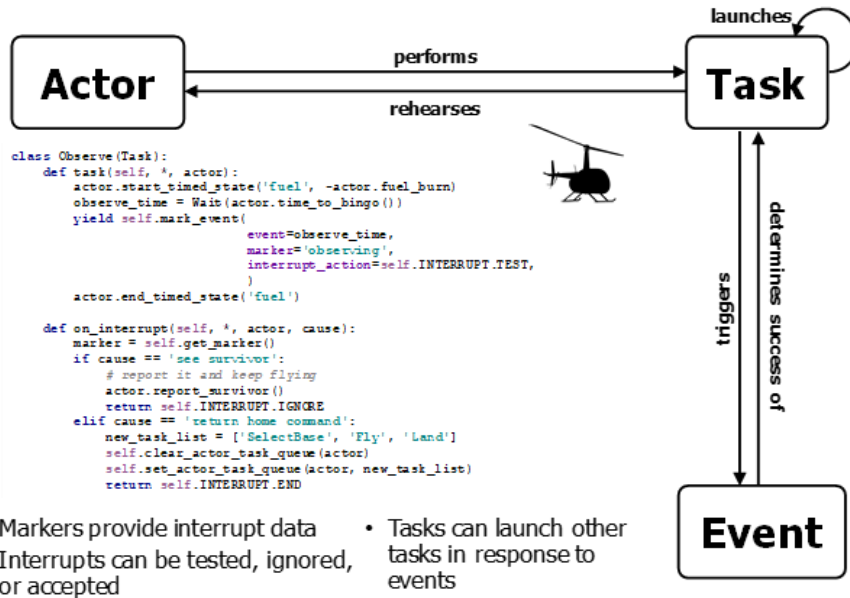 launches
Actor
performs
Task
rehearses
class Observe(Task):
    def task(self, *, actor):
        actor.start_timed_state('fuel', -actor.fuel_burn)
        observe_time = Wait(actor.time_to_bingo())
        yield self.mark_event(
                              event=observe_time,
                              marker='observing',
                              interrupt_action=self.INTERRUPT.TEST,
                              )
        actor.end_timed_state('fuel')
    def on_interrupt(self, *, actor, cause):
        marker = self.get_marker()
        if cause == 'see survivor':
            # report it and keep flying
            actor.report_survivor()
            return self.INTERRUPT.IGNORE
        elif cause == 'return home command':
            new_task_list = ['SelectBase', 'Fly', 'Land']
            self.clear_actor_task_queue(actor)
            self.set_actor_task_queue(actor, new_task_list)
            return self.INTERRUPT.END
triggers
determines success of
Event
Markers provide interrupt data
Interrupts can be tested, ignored,
or accepted
• Tasks can launch other
tasks in response to
events